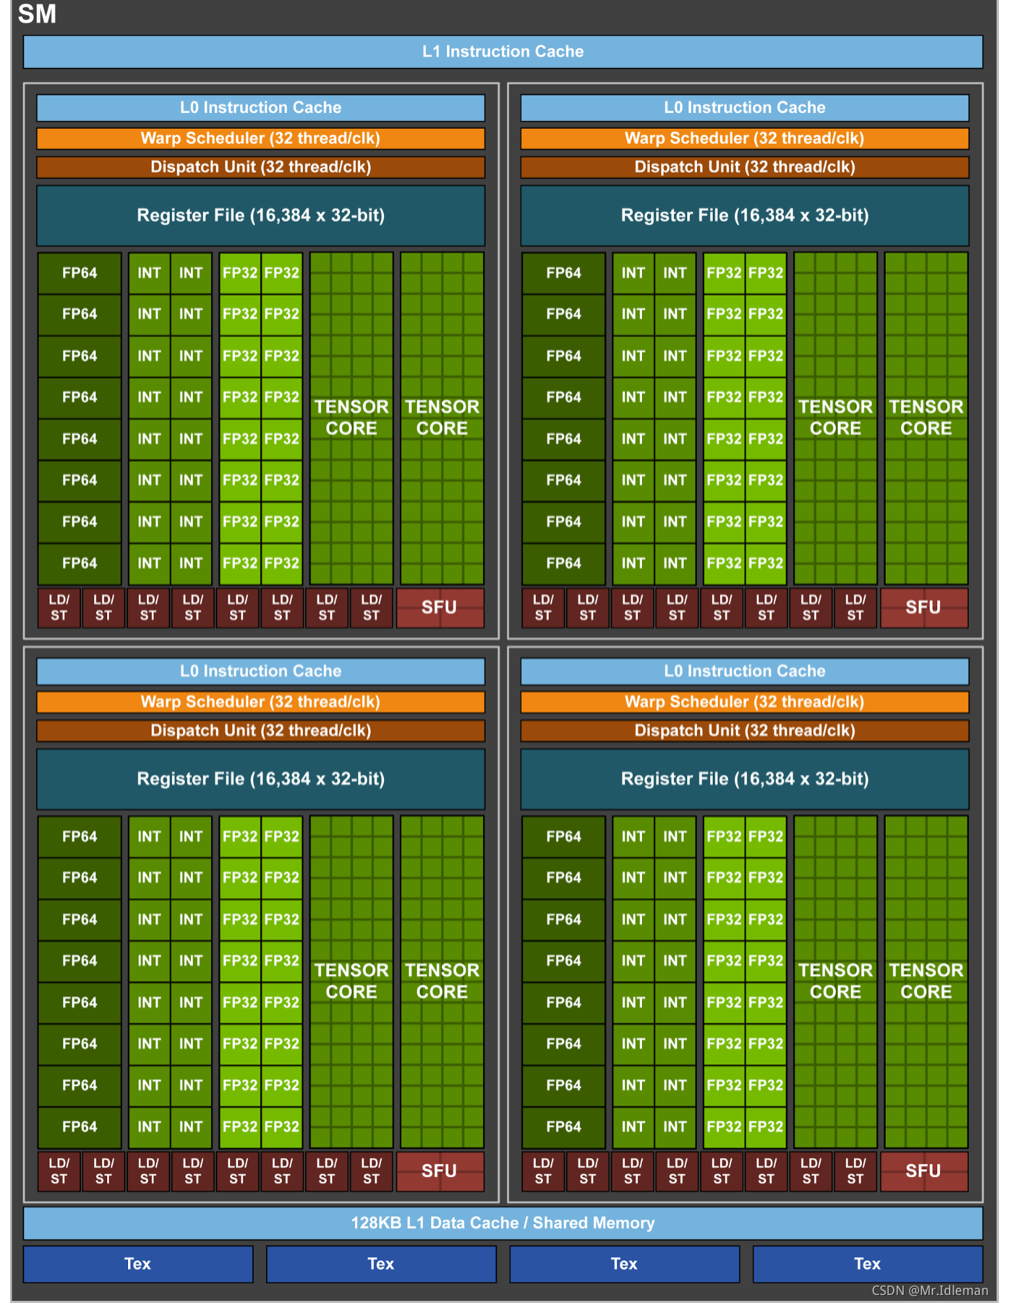 SM
L1 Instruction Cache
L0 Instruction Cache
Warp Scheduler (32 thread/clk)
Dispatch Unit (32 thread/clk)
Register File (16,384 x 32-bit)
FP64 INT INT FP32 FP32
FP64 INT INT FP32 FP32
FP64 INT INT FP32 FP32
FP64 INT INT FP32 FP32
FP64 INT INT FP32 FP32
FP64 INT INT FP32 FP32
FP64 INT INT FP32 FP32
FP64 INT INT FP32 FP32
TENSOR TENSOR
CORE CORE
LD/ LD/ LD/ LD/ LD/ LD/ LD/ LD/
ST ST ST ST ST ST ST ST
SFU
L0 Instruction Cache
Warp Scheduler (32 thread/clk)
Dispatch Unit (32 thread/clk)
Register File (16,384 x 32-bit)
FP64 INT INT FP32 FP32
FP64 INT INT FP32 FP32
FP64 INT INT FP32 FP32
FP64 INT INT FP32 FP32
FP64 INT INT FP32 FP32
FP64 INT INT FP32 FP32
FP64 INT INT FP32 FP32
FP64 INT INT FP32 FP32
TENSOR TENSOR
CORE CORE
LD/ LD/ LD/ LD/ LD/ LD/ LD/ LD/
ST ST ST ST ST ST ST ST
SFU
L0 Instruction Cache
Warp Scheduler (32 thread/clk)
Dispatch Unit (32 thread/clk)
Register File (16,384 x 32-bit)
FP64 INT INT FP32 FP32
FP64 INT INT FP32 FP32
FP64 INT INT FP32 FP32
FP64 INT INT FP32 FP32
FP64 INT INT FP32 FP32
FP64 INT INT FP32 FP32
FP64 INT INT FP32 FP32
FP64 INT INT FP32 FP32
TENSOR TENSOR
CORE CORE
LD/ LD/ LD/ LD/ LD/ LD/ LD/ LD/
ST ST ST ST ST ST ST ST
SFU
L0 Instruction Cache
Warp Scheduler (32 thread/clk)
Dispatch Unit (32 thread/clk)
Register File (16,384 x 32-bit)
FP64 INT INT FP32 FP32
FP64 INT INT FP32 FP32
FP64 INT INT FP32 FP32
FP64 INT INT FP32 FP32
FP64 INT INT FP32 FP32
FP64 INT INT FP32 FP32
FP64 INT INT FP32 FP32
FP64 INT INT FP32 FP32
TENSOR TENSOR
CORE CORE
LD/ LD/ LD/ LD/ LD/ LD/ LD/ LD/
ST ST ST ST ST ST ST ST
SFU
128KB L1 Data Cache / Shared Memory
Tex Tex Tex Tex
CSDN @Mr.Idleman